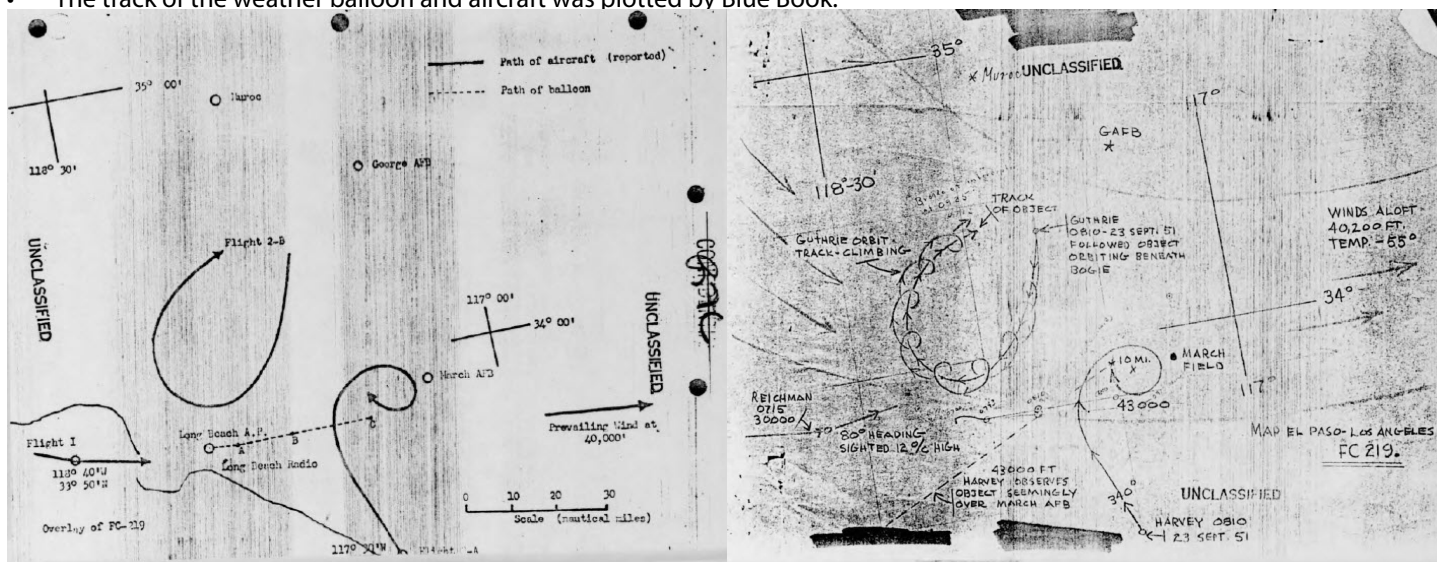 • The track of the weather balloon and aircraft was plotted by Blue Book.
Path of aircraft (reported)
Path of balloon
35° 00'
Muroc
118° 30'
George AFB
UNCLASSIFIED
Flight 2-B
117° 00'
34° 00'
UNCLASSIFIED
March AFB
Prevailing Wind at
40,000'
Flight I
118° 40'W
33° 50'N
Long Beach A.P.
A
B
C
Long Beach Radio
0 10 20 30
Scale (nautical miles)
Overlay of FC-219
35°
* Muroc
UNCLASSIFIED
117°
GAFB
118°-30'
TRACK
OF OBJECT
GUTHRIE ORBIT
TRACK-CLIMBING
GUTHRIE
0810-23 SEPT. 51
FOLLOWED OBJECT
ORBITING BENEATH
BOGIE
WINDS ALOFT-
40,200 FT.
TEMP. -55°
34°
10 MI.
MARCH
FIELD
43000
117°
REICHMAN
0715
30000
80° HEADING
SIGHTED 12 O/C HIGH
MAP EL PASO-LOS ANGELES
FC 219.
43000 FT
HARVEY OBSERVES
OBJECT SEEMINGLY
OVER MARCH AFB
340°
UNCLASSIFIED
HARVEY 0810
23 SEPT. 51